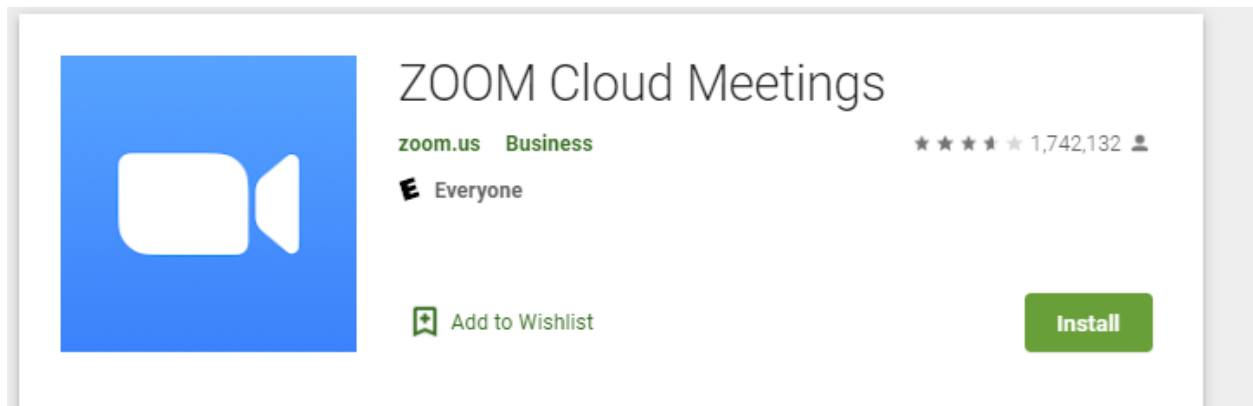 ZOOM Cloud Meetings
zoom.us Business 1,742,132
E Everyone
Add to Wishlist Install